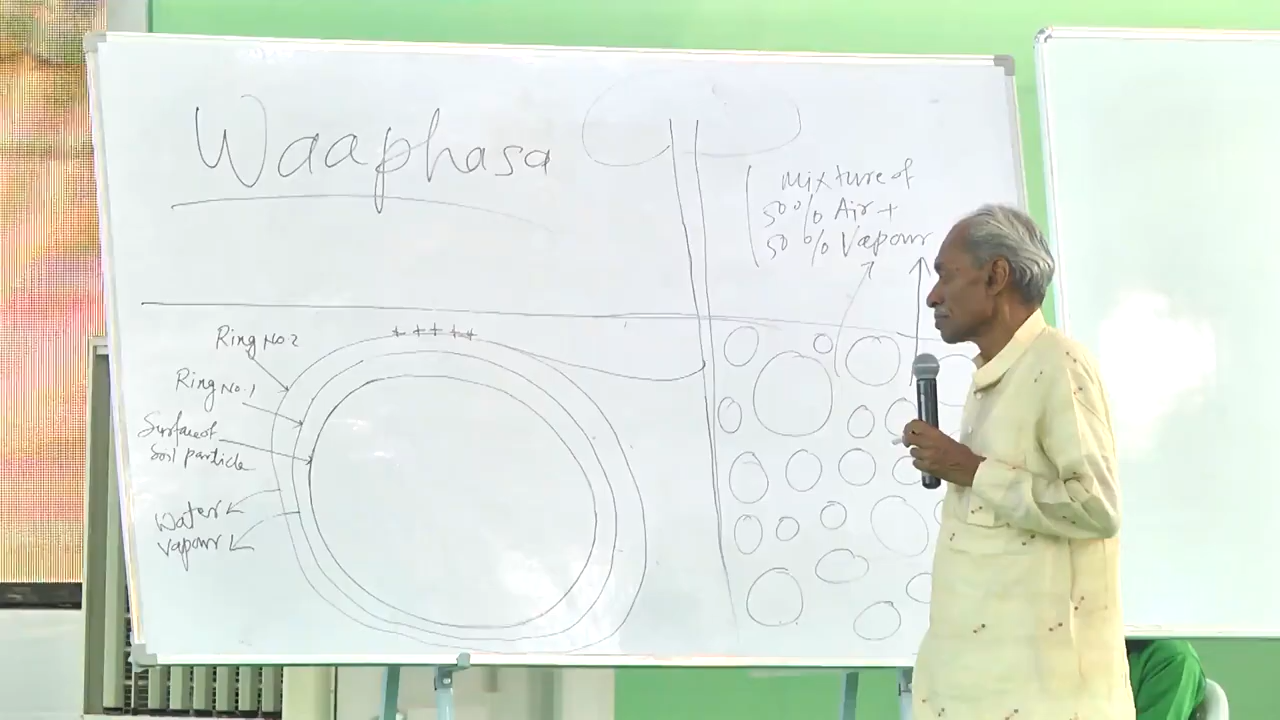 Waaphasa
mixture of
50% Air +
50% Vapour
Ring No 2
Ring No.1
Surface of
Soil particle
Water
Vapour